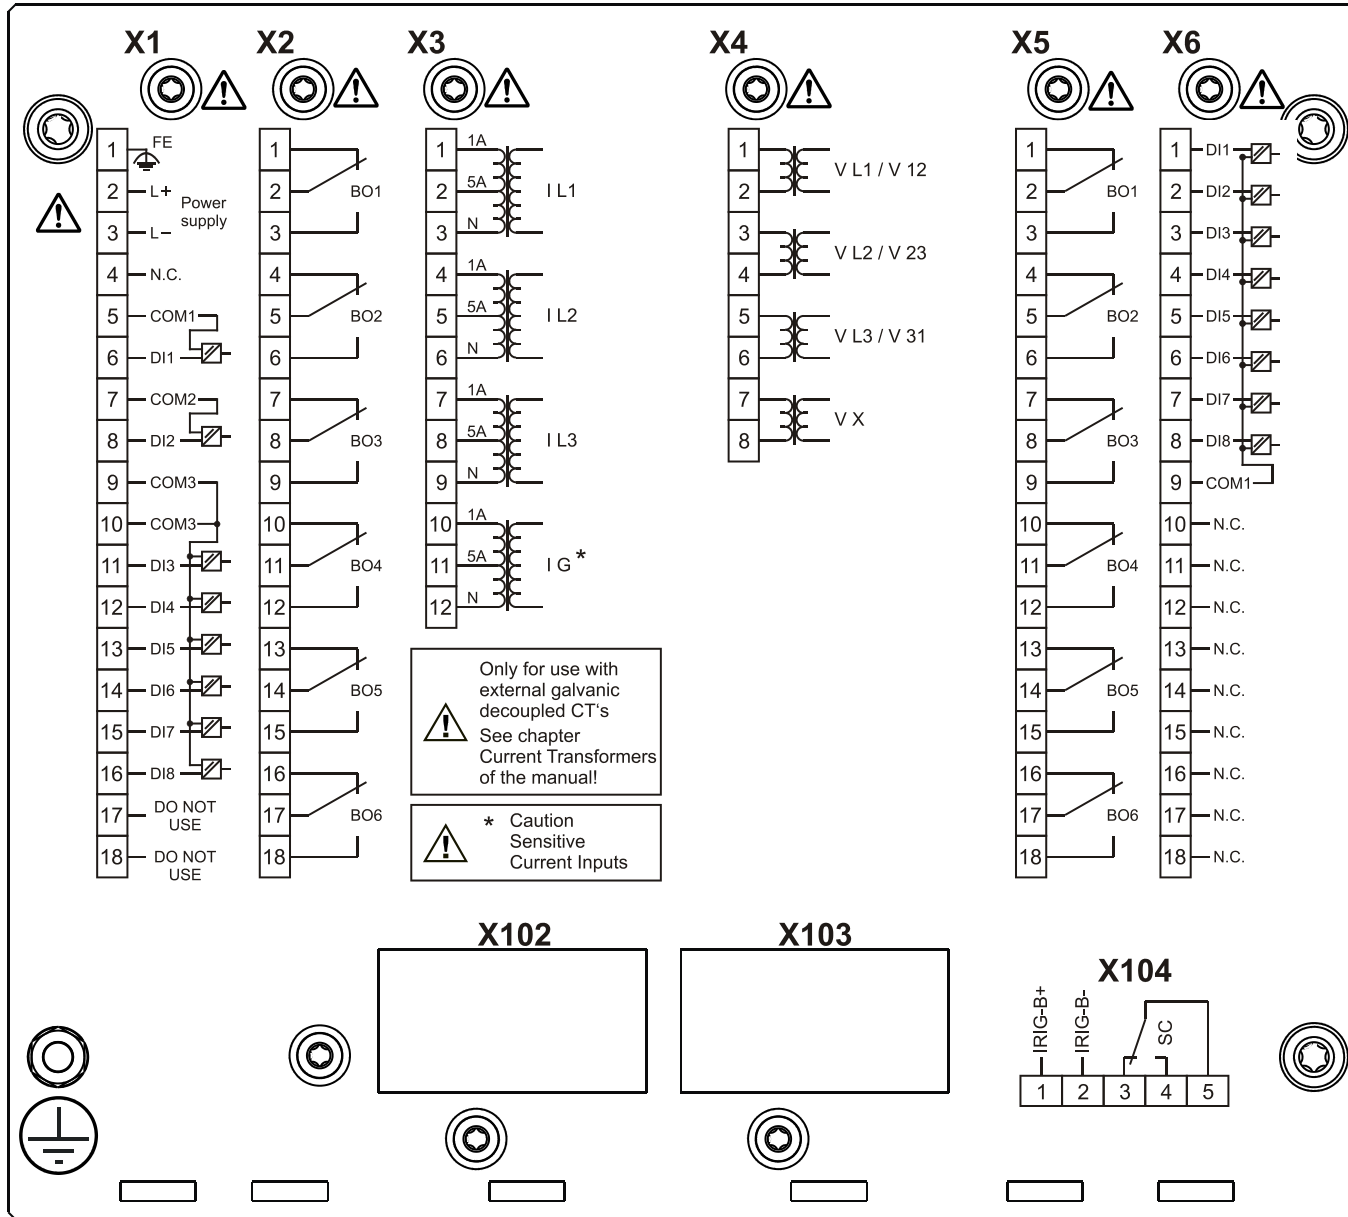 X1
X2
X3
X4
X5
X6
1 FE
2 L+
Power
supply
3 L−
4 N.C.
5 COM1
6 DI1
7 COM2
8 DI2
9 COM3
10 COM3
11 DI3
12 DI4
13 DI5
14 DI6
15 DI7
16 DI8
17 DO NOT
USE
18 DO NOT
USE
1
2 BO1
3
4
5 BO2
6
7
8 BO3
9
10
11 BO4
12
13
14 BO5
15
16
17 BO6
18
1 1A
2 5A I L1
3 N
4 1A
5 5A I L2
6 N
7 1A
8 5A I L3
9 N
10 1A
11 5A I G *
12 N
Only for use with
external galvanic
decoupled CT's
See chapter
Current Transformers
of the manual!
* Caution
Sensitive
Current Inputs
1
V L1 / V 12
2
3
V L2 / V 23
4
5
V L3 / V 31
6
7
V X
8
1
2 BO1
3
4
5 BO2
6
7
8 BO3
9
10
11 BO4
12
13
14 BO5
15
16
17 BO6
18
1 DI1
2 DI2
3 DI3
4 DI4
5 DI5
6 DI6
7 DI7
8 DI8
9 COM1
10 N.C.
11 N.C.
12 N.C.
13 N.C.
14 N.C.
15 N.C.
16 N.C.
17 N.C.
18 N.C.
X102
X103
X104
IRIG-B+
IRIG-B-
SC
1 2 3 4 5